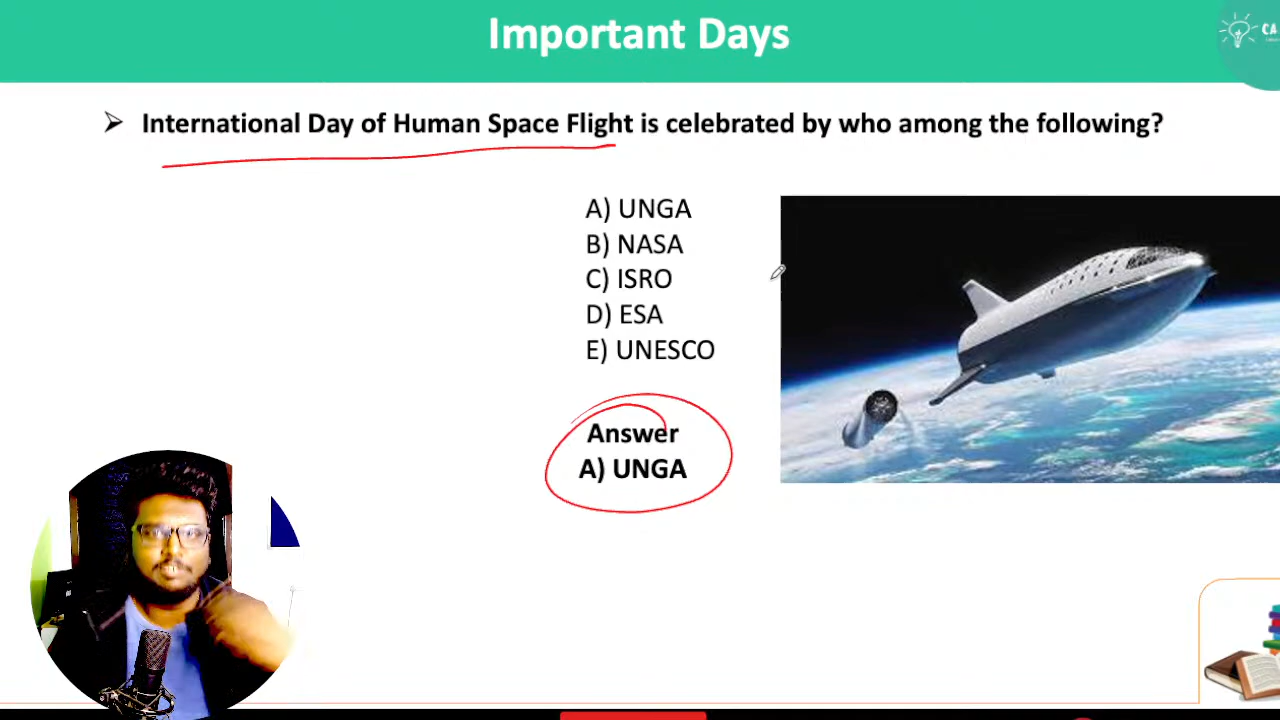 Important Days
CA
➢ International Day of Human Space Flight is celebrated by who among the following?
A) UNGA
B) NASA
C) ISRO
D) ESA
E) UNESCO
Answer
A) UNGA